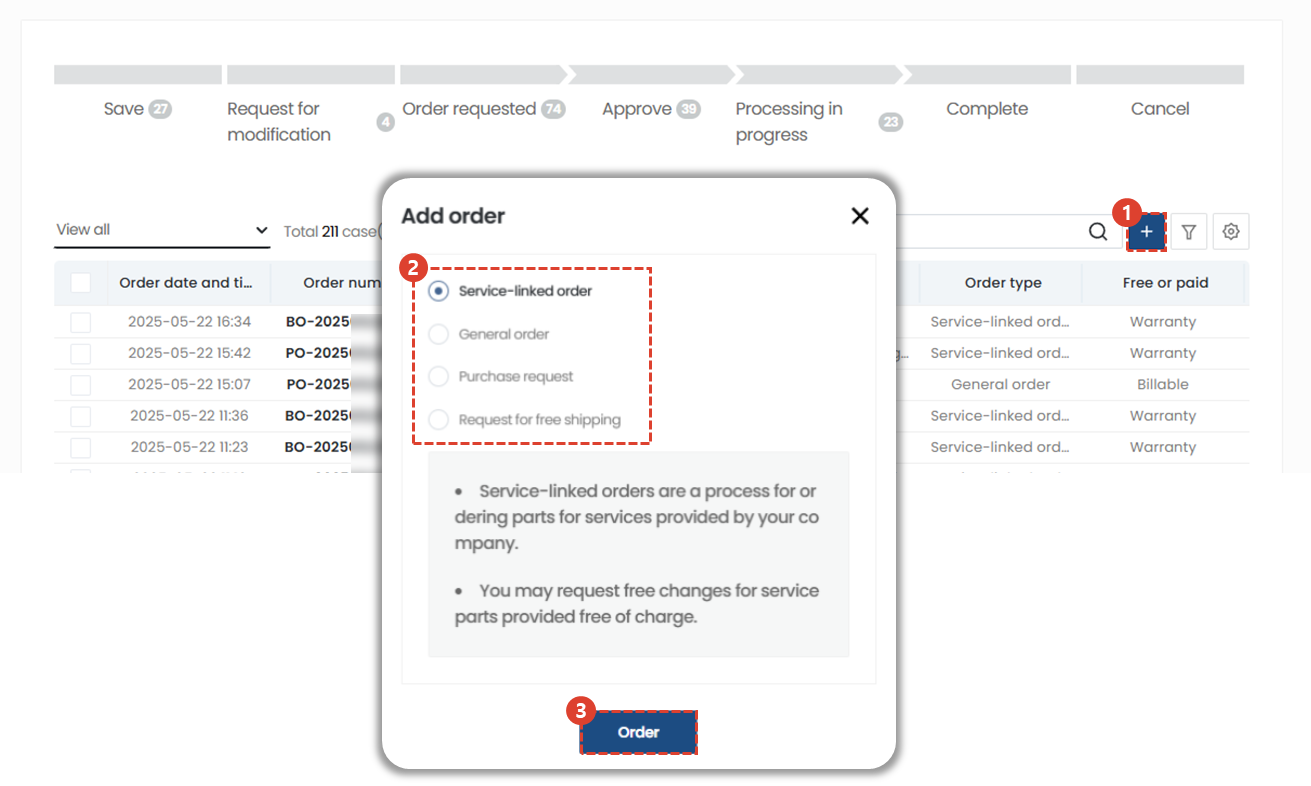 Save 27
Request for modification 4
Order requested 74
Approve 39
Processing in progress 23
Complete
Cancel
View all
Total 211 case(
1
+
Order date and ti...
Order num
Order type
Free or paid
2025-05-22 16:34 BO-2025 Service-linked ord... Warranty
2025-05-22 15:42 PO-2025 g... Service-linked ord... Warranty
2025-05-22 15:07 PO-2025 General order Billable
2025-05-22 11:36 BO-2025 Service-linked ord... Warranty
2025-05-22 11:23 BO-2025 Service-linked ord... Warranty
Add order
2
Service-linked order
General order
Purchase request
Request for free shipping
• Service-linked orders are a process for or
dering parts for services provided by your co
mpany.
• You may request free changes for service
parts provided free of charge.
3
Order